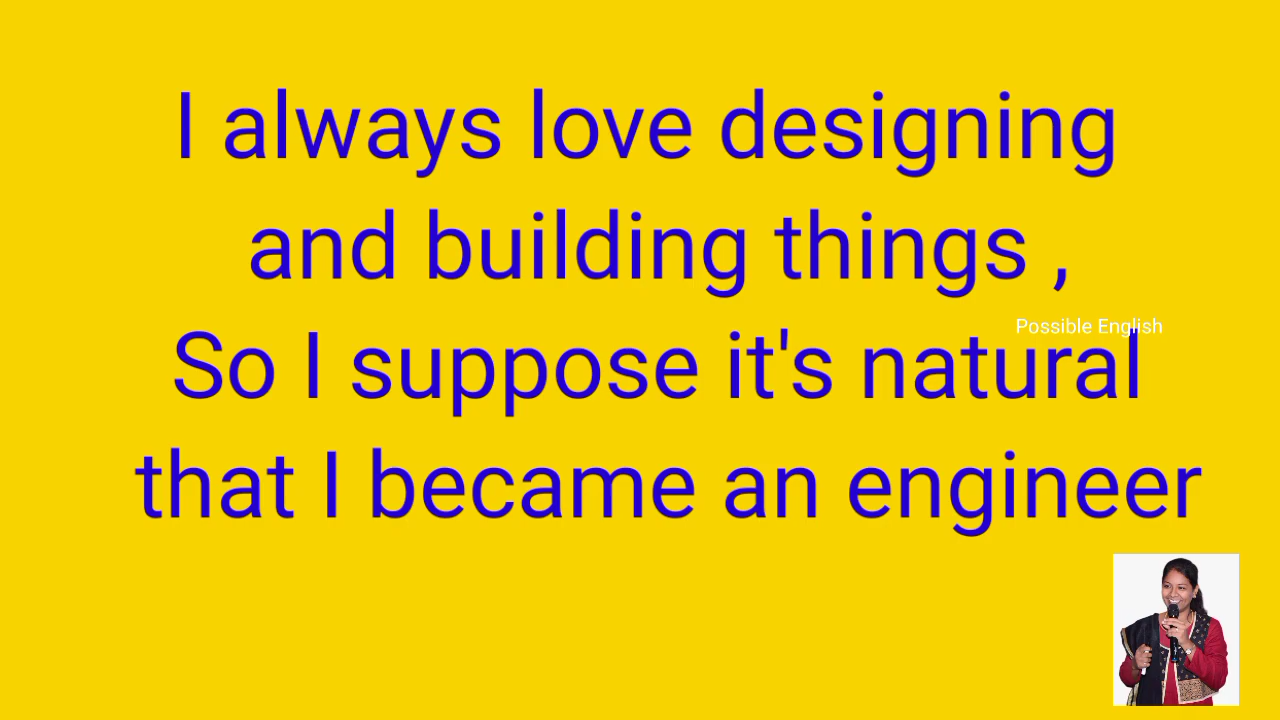 I always love designing
and building things ,
Possible English
So I suppose it's natural
that I became an engineer